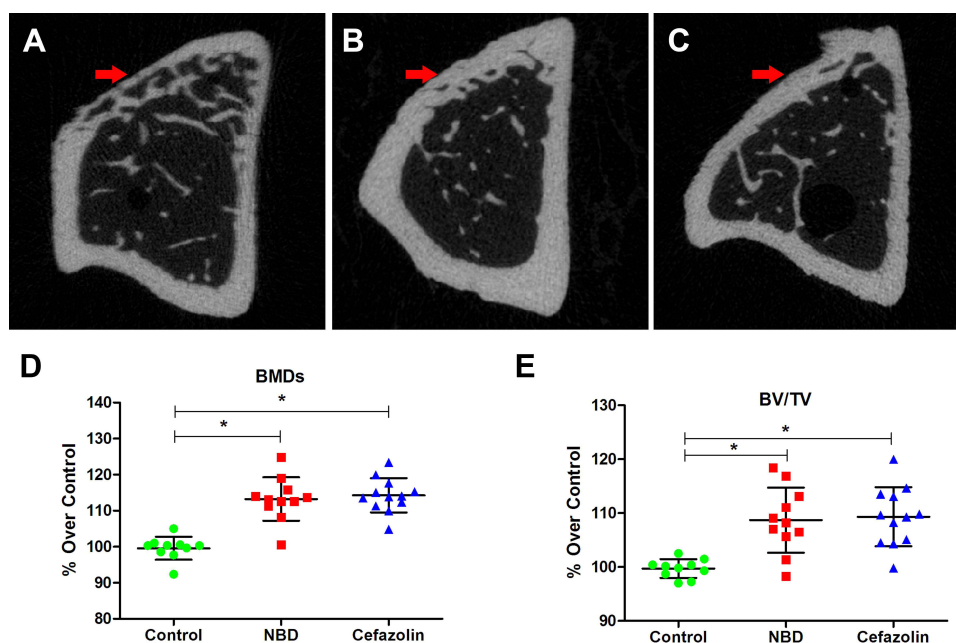 A
B
C
D
BMDs
% Over Control
140
130
120
110
100
90
80
*
*
Control
NBD
Cefazolin
E
BV/TV
% Over Control
130
120
110
100
90
*
*
Control
NBD
Cefazolin